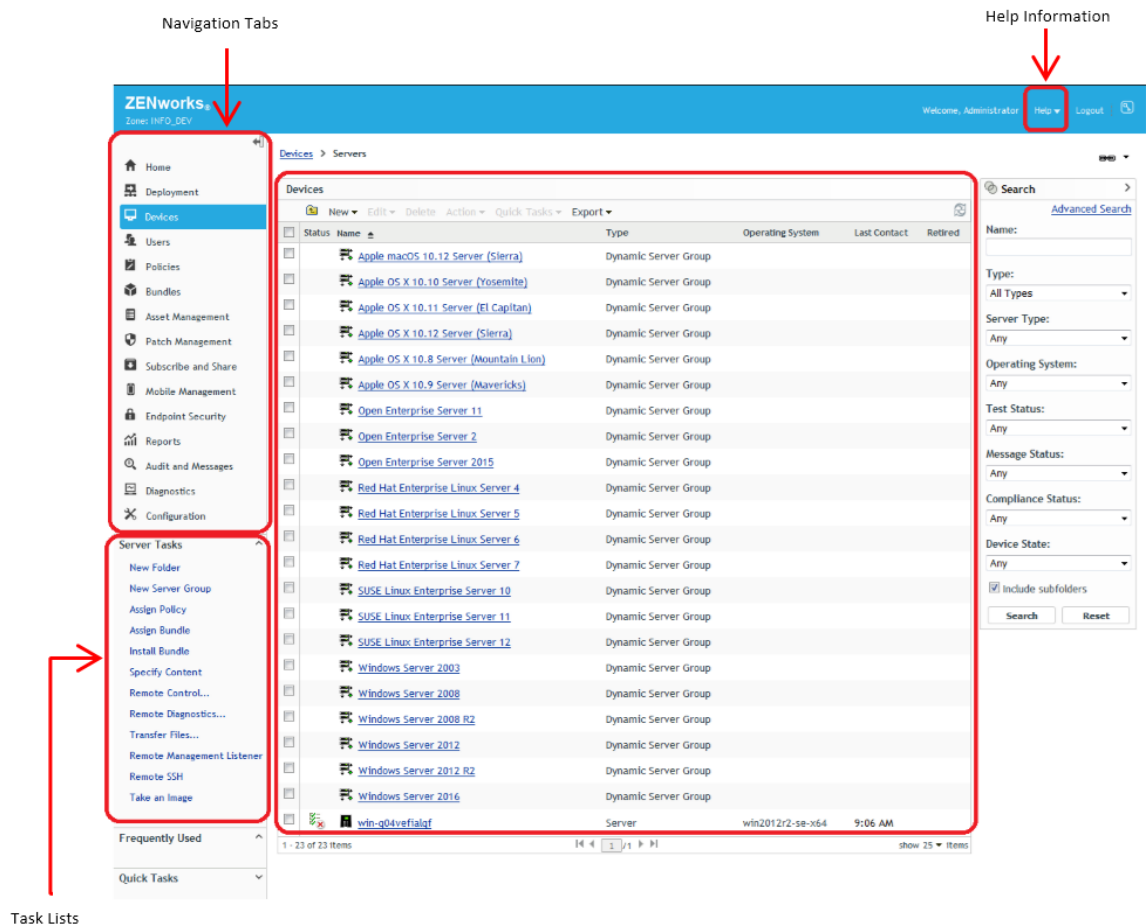 Navigation Tabs
Help Information
ZENworks®
Zone: INFO_DEV
Welcome, Administrator Help Logout
Devices > Servers
Home
Deployment
Devices
Users
Policies
Bundles
Asset Management
Patch Management
Subscribe and Share
Mobile Management
Endpoint Security
Reports
Audit and Messages
Diagnostics
Configuration
Server Tasks
New Folder
New Server Group
Assign Policy
Assign Bundle
Install Bundle
Specify Content
Remote Control...
Remote Diagnostics...
Transfer Files...
Remote Management Listener
Remote SSH
Take an Image
Frequently Used
Quick Tasks
Task Lists
Devices
New Edit Delete Action Quick Tasks Export
Status Name Type Operating System Last Contact Retired
Apple macOS 10.12 Server (Sierra) Dynamic Server Group
Apple OS X 10.10 Server (Yosemite) Dynamic Server Group
Apple OS X 10.11 Server (El Capitan) Dynamic Server Group
Apple OS X 10.12 Server (Sierra) Dynamic Server Group
Apple OS X 10.8 Server (Mountain Lion) Dynamic Server Group
Apple OS X 10.9 Server (Mavericks) Dynamic Server Group
Open Enterprise Server 11 Dynamic Server Group
Open Enterprise Server 2 Dynamic Server Group
Open Enterprise Server 2015 Dynamic Server Group
Red Hat Enterprise Linux Server 4 Dynamic Server Group
Red Hat Enterprise Linux Server 5 Dynamic Server Group
Red Hat Enterprise Linux Server 6 Dynamic Server Group
Red Hat Enterprise Linux Server 7 Dynamic Server Group
SUSE Linux Enterprise Server 10 Dynamic Server Group
SUSE Linux Enterprise Server 11 Dynamic Server Group
SUSE Linux Enterprise Server 12 Dynamic Server Group
Windows Server 2003 Dynamic Server Group
Windows Server 2008 Dynamic Server Group
Windows Server 2008 R2 Dynamic Server Group
Windows Server 2012 Dynamic Server Group
Windows Server 2012 R2 Dynamic Server Group
Windows Server 2016 Dynamic Server Group
Server win2012r2-se-x64 9:06 AM
1 - 23 of 23 items 1 /1 show 25 items
Search
Advanced Search
Name:
Type:
All Types
Server Type:
Any
Operating System:
Any
Test Status:
Any
Message Status:
Any
Compliance Status:
Any
Device State:
Any
Include subfolders
Search Reset